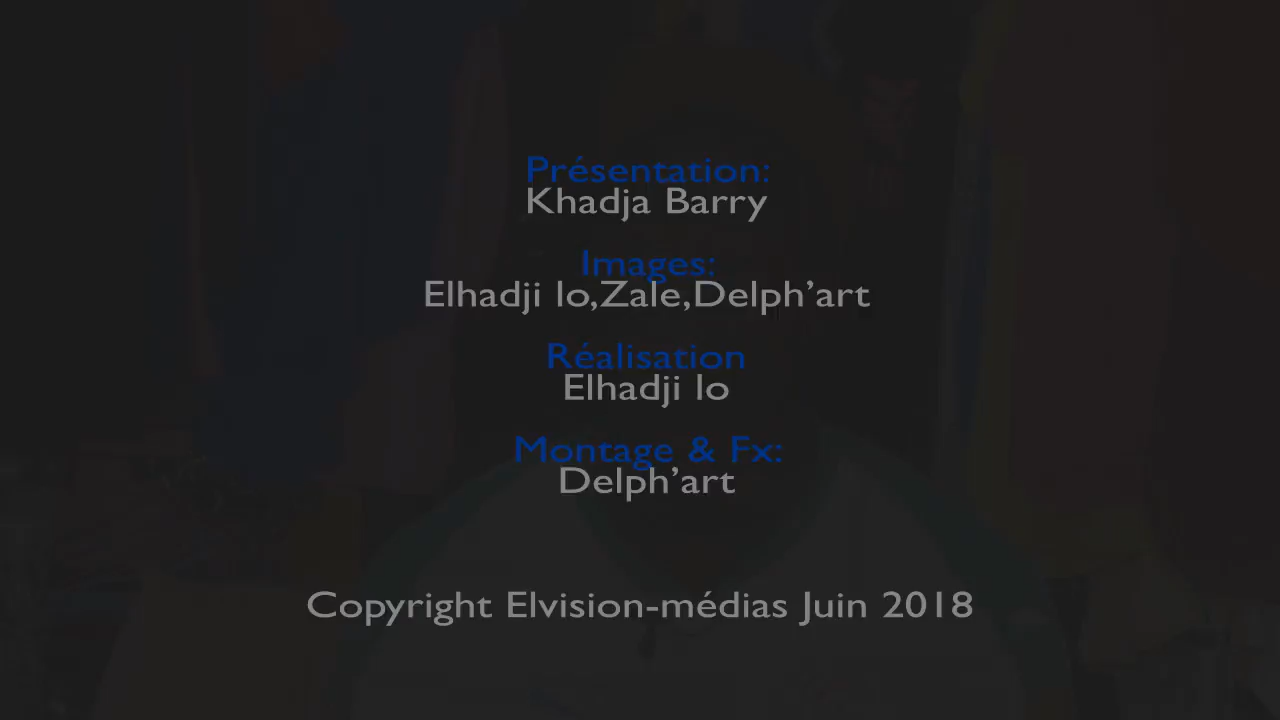 Présentation:
Khadja Barry
Images:
Elhadji lo,Zale,Delph’art
Réalisation
Elhadji lo
Montage & Fx:
Delph’art
Copyright Elvision-médias Juin 2018